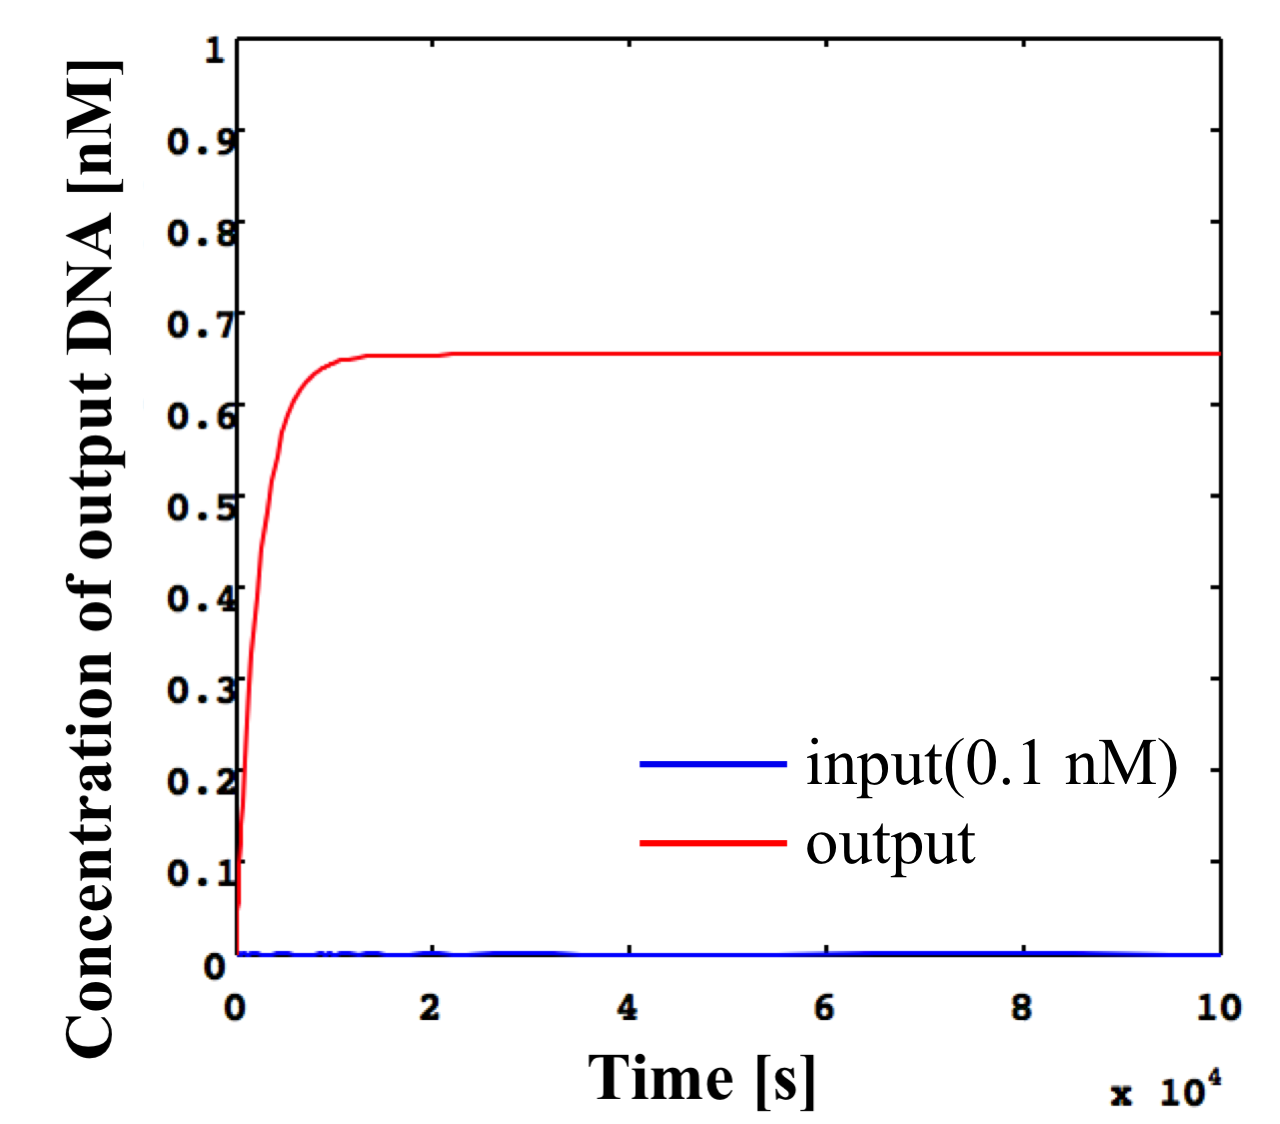 Concentration of output DNA [nM]
1
0.9
0.8
0.7
0.6
0.5
0.4
0.3
0.2
0.1
0
input(0.1 nM)
output
0 2 4 6 8 10
Time [s]
x 10⁴